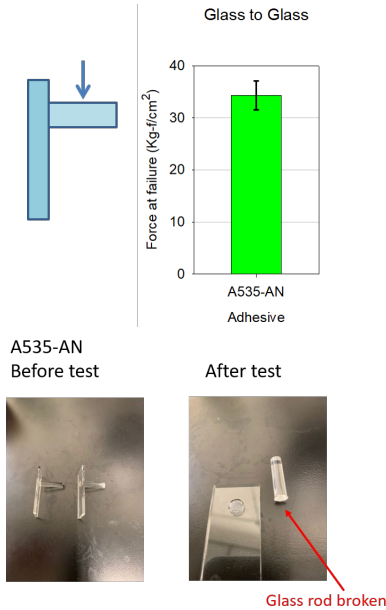 Glass to Glass
Force at failure (Kg-f/cm²)
40
30
20
10
0
A535-AN
Adhesive
A535-AN
Before test
After test
Glass rod broken